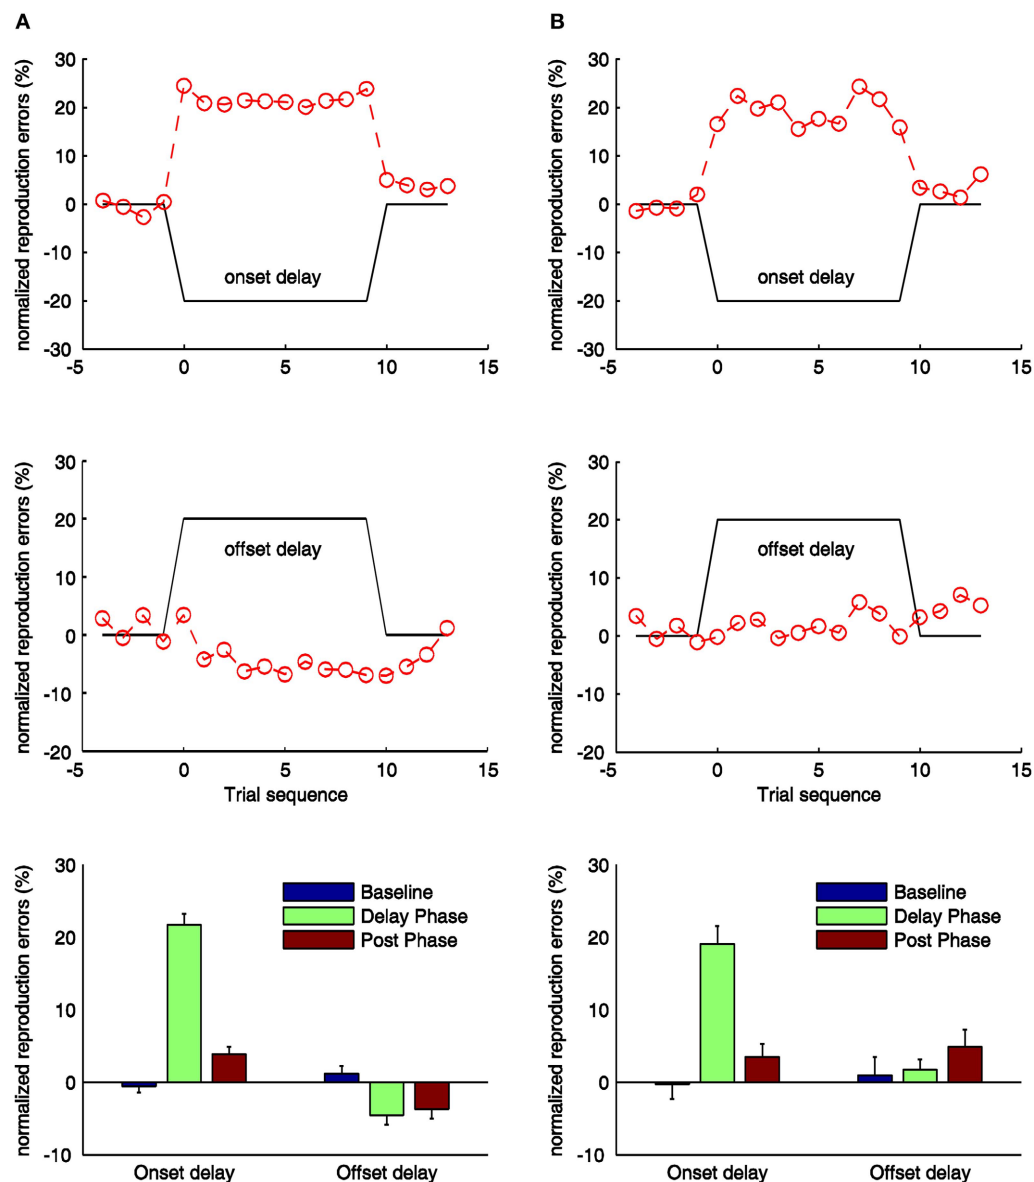 A
B
normalized reproduction errors (%)
30
20
10
0
-10
-20
-30
onset delay
-5
0
5
10
15
normalized reproduction errors (%)
30
20
10
0
-10
-20
-30
onset delay
-5
0
5
10
15
normalized reproduction errors (%)
30
20
10
0
-10
-20
offset delay
-5
0
5
10
15
Trial sequence
normalized reproduction errors (%)
30
20
10
0
-10
-20
offset delay
-5
0
5
10
15
Trial sequence
normalized reproduction errors (%)
30
20
10
0
-10
Baseline
Delay Phase
Post Phase
Onset delay
Offset delay
normalized reproduction errors (%)
30
20
10
0
-10
Baseline
Delay Phase
Post Phase
Onset delay
Offset delay